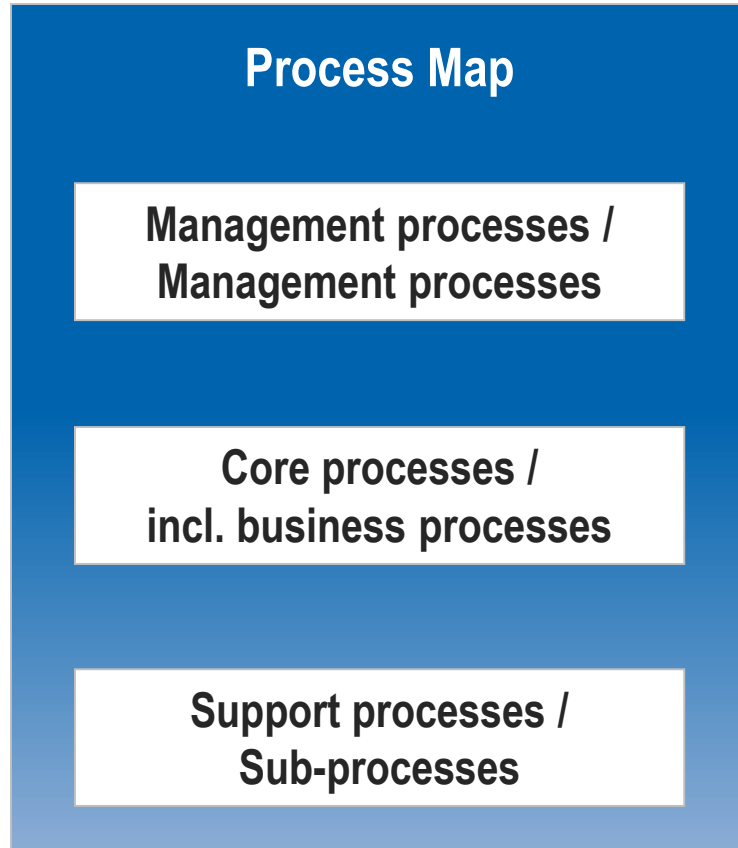 Process Map
Management processes /
Management processes
Core processes /
incl. business processes
Support processes /
Sub-processes